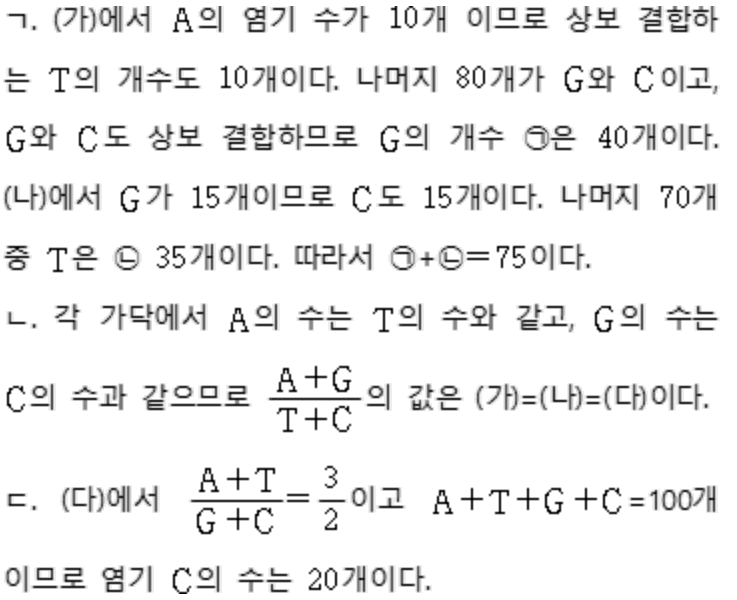 ㄱ. (가)에서 A의 염기 수가 10개 이므로 상보 결합하
는 T의 개수도 10개이다. 나머지 80개가 G와 C이고,
G와 C도 상보 결합하므로 G의 개수 ㉠은 40개이다.
(나)에서 G가 15개이므로 C도 15개이다. 나머지 70개
중 T은 ㉡ 35개이다. 따라서 ㉠+㉡=75이다.
ㄴ. 각 가닥에서 A의 수는 T의 수와 같고, G의 수는
C의 수과 같으므로 \frac{A+G}{T+C}의 값은 (가)=(나)=(다)이다.
ㄷ. (다)에서 \frac{A+T}{G+C}=\frac{3}{2}이고 A+T+G+C=100개
이므로 염기 C의 수는 20개이다.